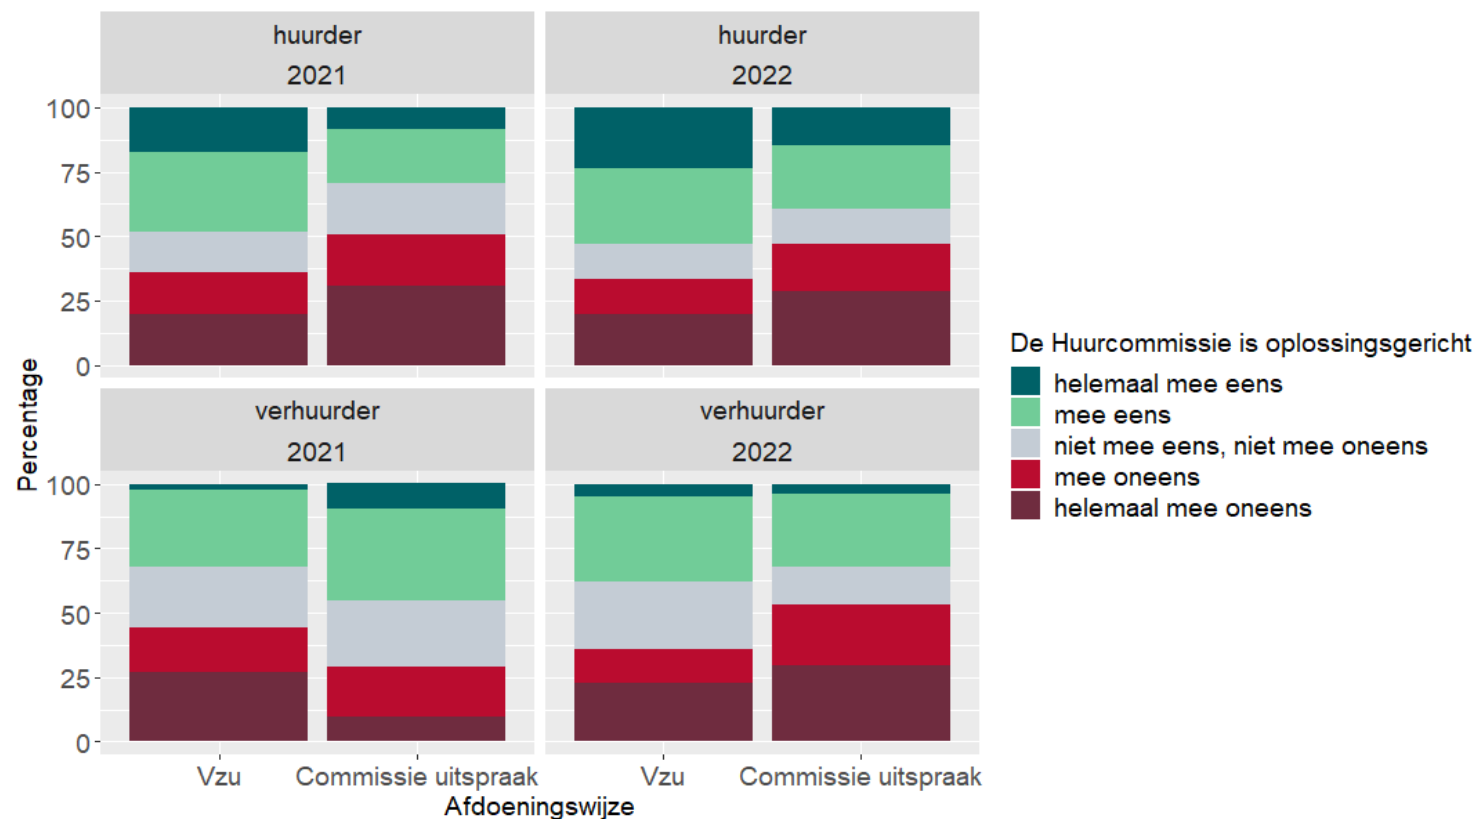 huurder
2021
huurder
2022
100
75
50
25
0
verhuurder
2021
verhuurder
2022
100
75
50
25
0
Percentage
Vzu
Commissie uitspraak
Vzu
Commissie uitspraak
Afdoeningswijze
De Huurcommissie is oplossingsgericht
helemaal mee eens
mee eens
niet mee eens, niet mee oneens
mee oneens
helemaal mee oneens